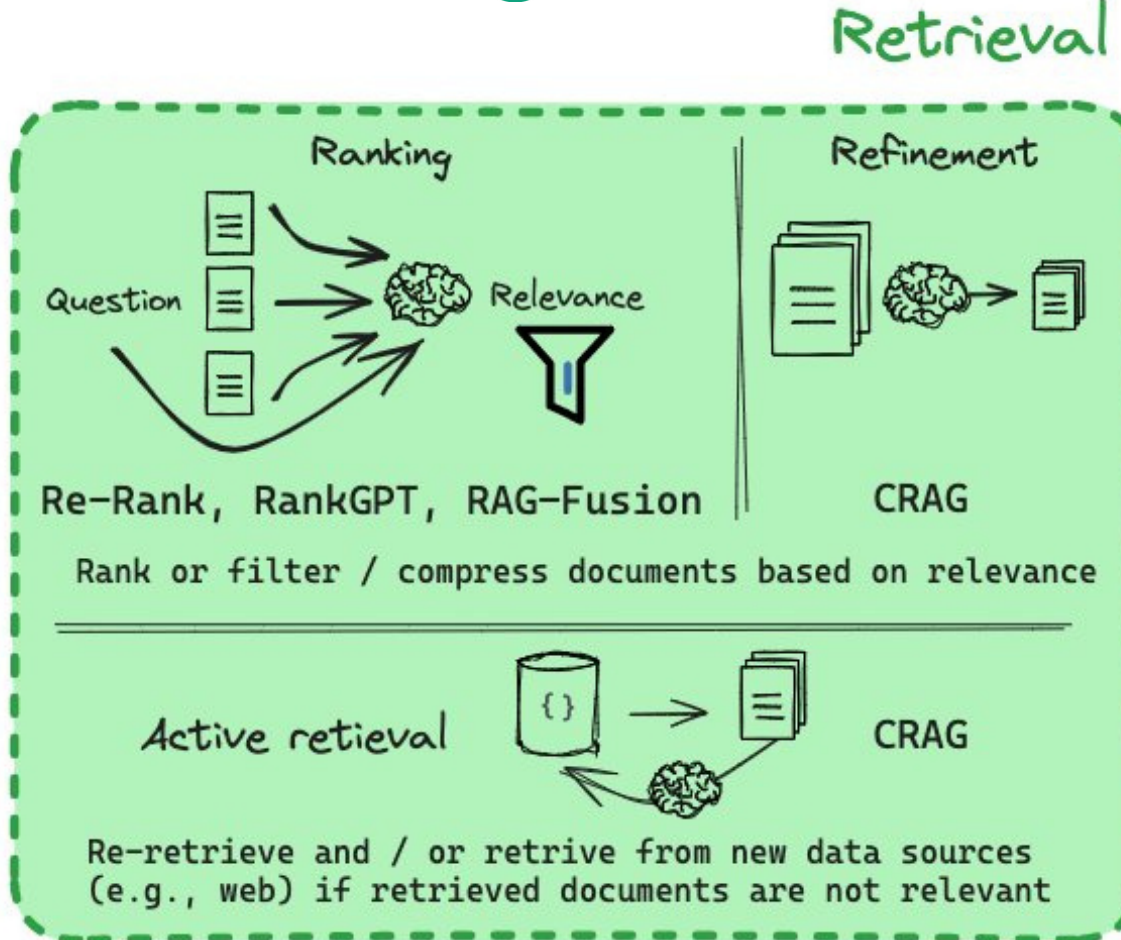 Retrieval
Ranking
Refinement
Question
Relevance
Re-Rank, RankGPT, RAG-Fusion
CRAG
Rank or filter / compress documents based on relevance
{}
Active retieval
CRAG
Re-retrieve and / or retrive from new data sources
(e.g., web) if retrieved documents are not relevant